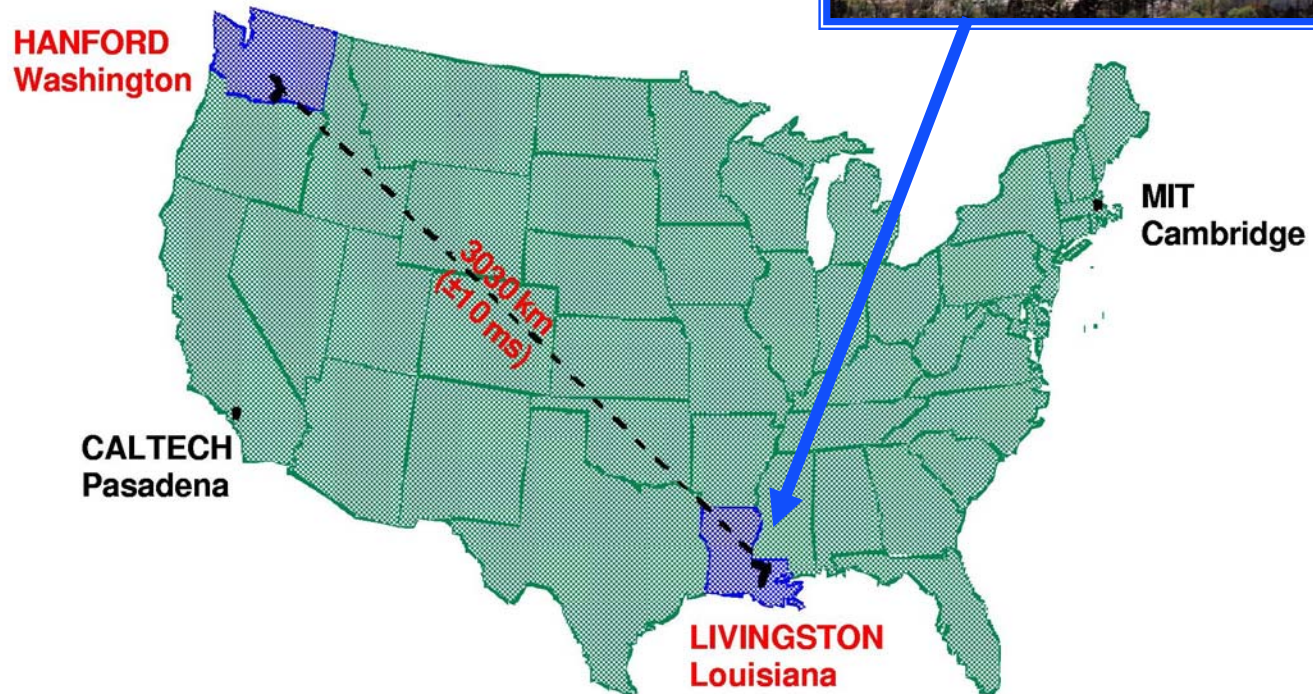 HANFORD
Washington
MIT
Cambridge
3030 km
(±10 ms)
CALTECH
Pasadena
LIVINGSTON
Louisiana